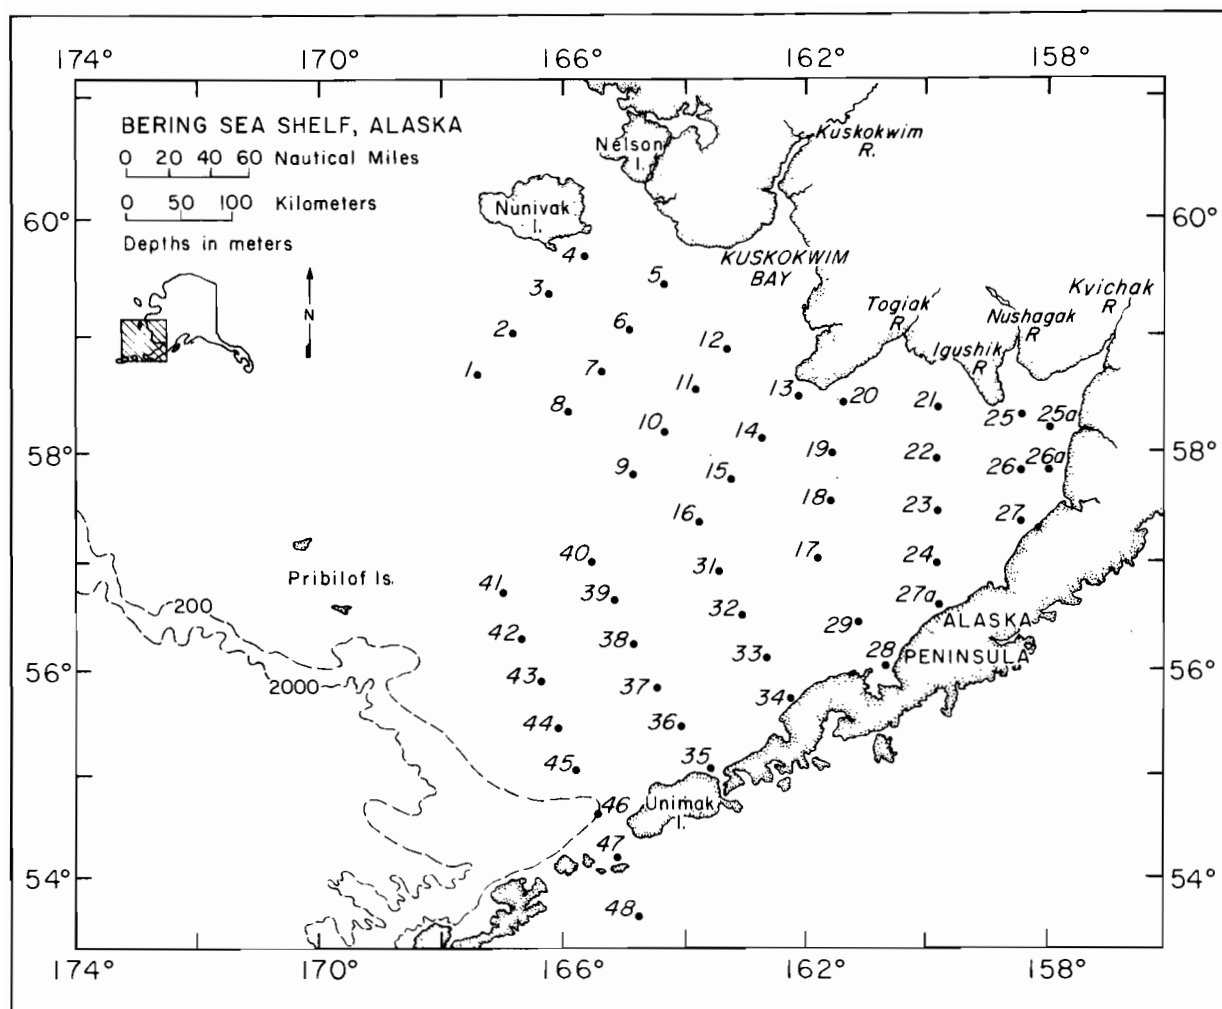 174° 170° 166° 162° 158°
BERING SEA SHELF, ALASKA
0 20 40 60 Nautical Miles
0 50 100 Kilometers
Depths in meters
N
60° 60°
58° 58°
56° 56°
54° 54°
Nelson
I.
Kuskokwim
R.
Nunivak
I.
KUSKOKWIM
BAY
Togiak
R
Igushik
R
Nushagak
R
Kvichak
R
4
5
3
6
2
12
1
7
11
13
20
21
25
25a
8
10
14
19
22
26
26a
9
15
18
23
27
16
40
31
17
24
41
39
32
27a
Pribilof Is.
200
2000
42
38
33
29
28
ALASKA
PENINSULA
43
37
34
44
36
45
35
46
Unimak
I.
47
48
174° 170° 166° 162° 158°